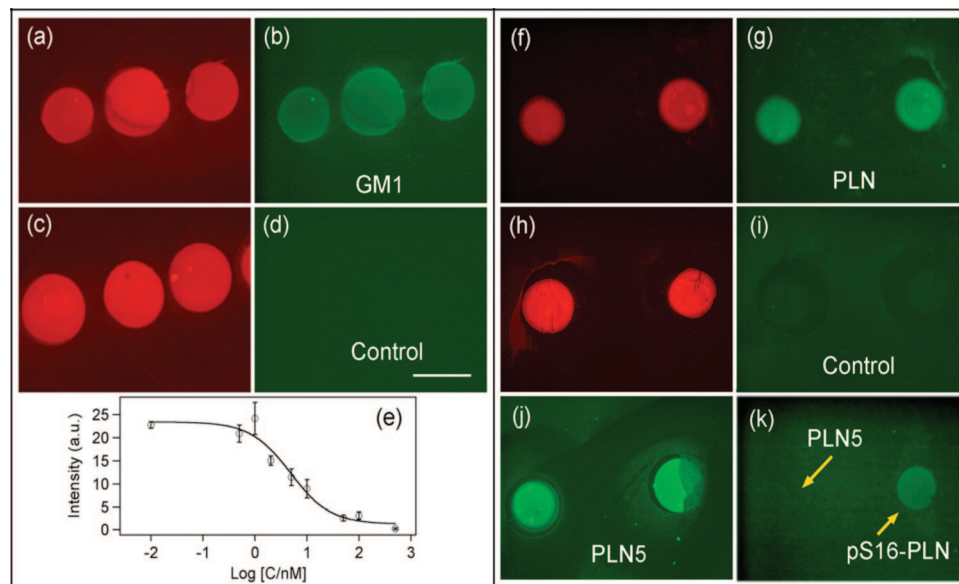 (a)
(b)
GM1
(c)
(d)
Control
(e)
Intensity (a.u.)
25
20
15
10
5
0
-2 -1 0 1 2 3
Log [C/nM]
(f)
(g)
PLN
(h)
(i)
Control
(j)
PLN5
(k)
PLN5
pS16-PLN